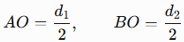 AO = d₁/2, BO = d₂/2